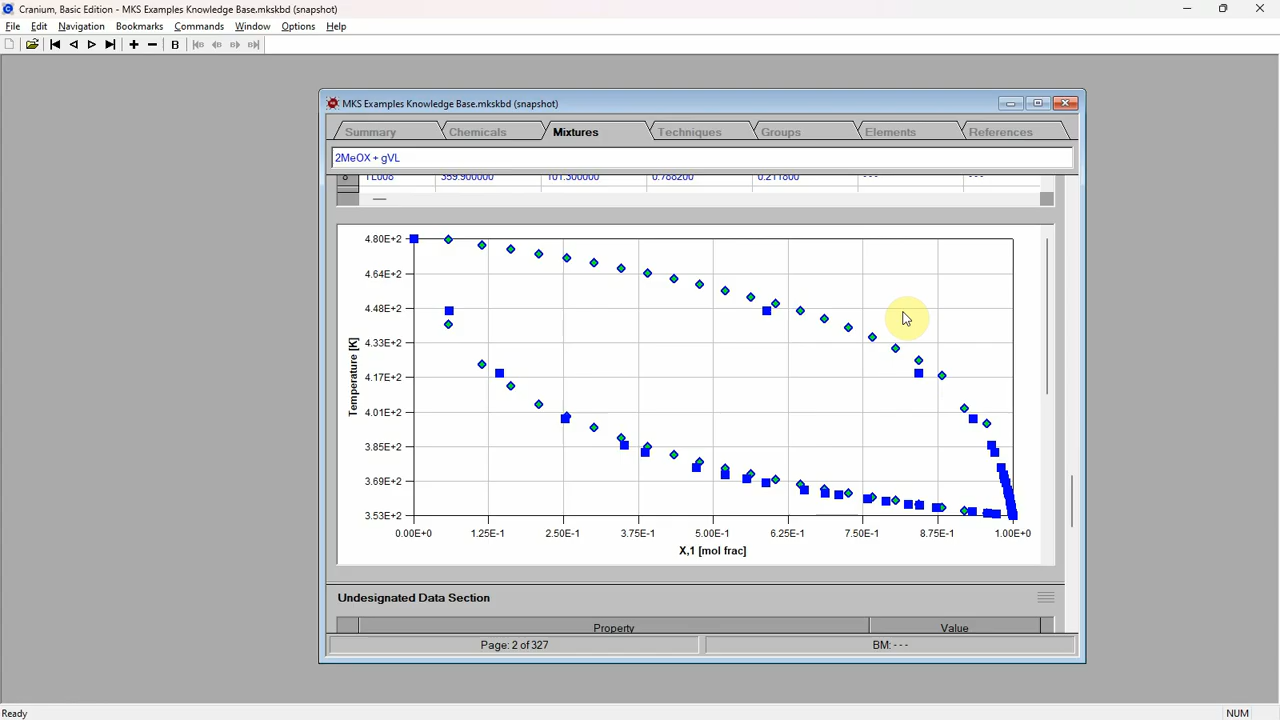 Cranium, Basic Edition - MKS Examples Knowledge Base.mkskbd (snapshot)
File Edit Navigation Bookmarks Commands Window Options Help
B
MKS Examples Knowledge Base.mkskbd (snapshot)
Summary Chemicals Mixtures Techniques Groups Elements References
2MeOX + gVL
8 TL008 359.900000 101.300000 0.788200 0.211800 --- ---
4.80E+2
4.64E+2
4.48E+2
4.33E+2
4.17E+2
4.01E+2
3.85E+2
3.69E+2
3.53E+2
Temperature [K]
0.00E+0 1.25E-1 2.50E-1 3.75E-1 5.00E-1 6.25E-1 7.50E-1 8.75E-1 1.00E+0
X,1 [mol frac]
Undesignated Data Section
Property Value
Page: 2 of 327 BM: ---
Ready NUM